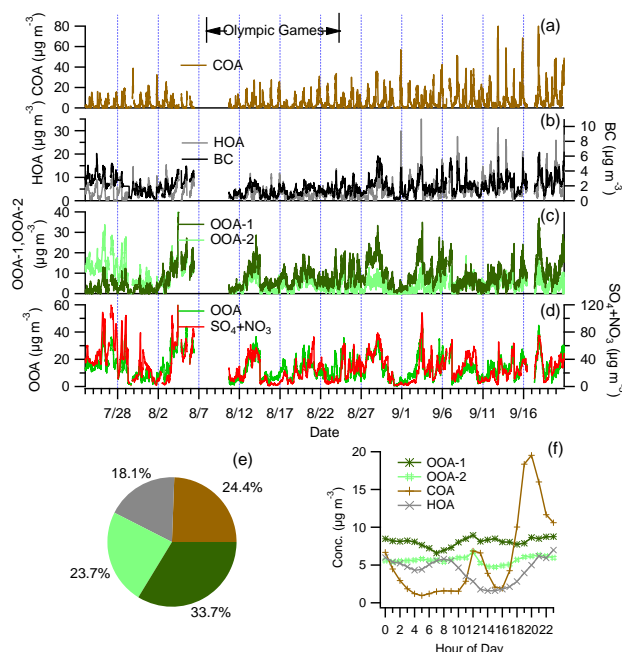 Olympic Games
(a)
COA (µg m⁻³)
80
60
40
20
0
COA
(b)
HOA (µg m⁻³)
30
20
10
0
HOA
BC
10
8
6
4
2
0
BC (µg m⁻³)
(c)
OOA-1,OOA-2
(µg m⁻³)
40
30
20
10
0
OOA-1
OOA-2
(d)
OOA (µg m⁻³)
60
40
20
0
OOA
SO₄+NO₃
120
80
40
0
SO₄+NO₃ (µg m⁻³)
7/28 8/2 8/7 8/12 8/17 8/22 8/27 9/1 9/6 9/11 9/16
Date
(e)
18.1%
24.4%
23.7%
33.7%
(f)
Conc. (µg m⁻³)
20
15
10
5
0
OOA-1
OOA-2
COA
HOA
0 2 4 6 8 10 12 14 16 18 20 22
Hour of Day